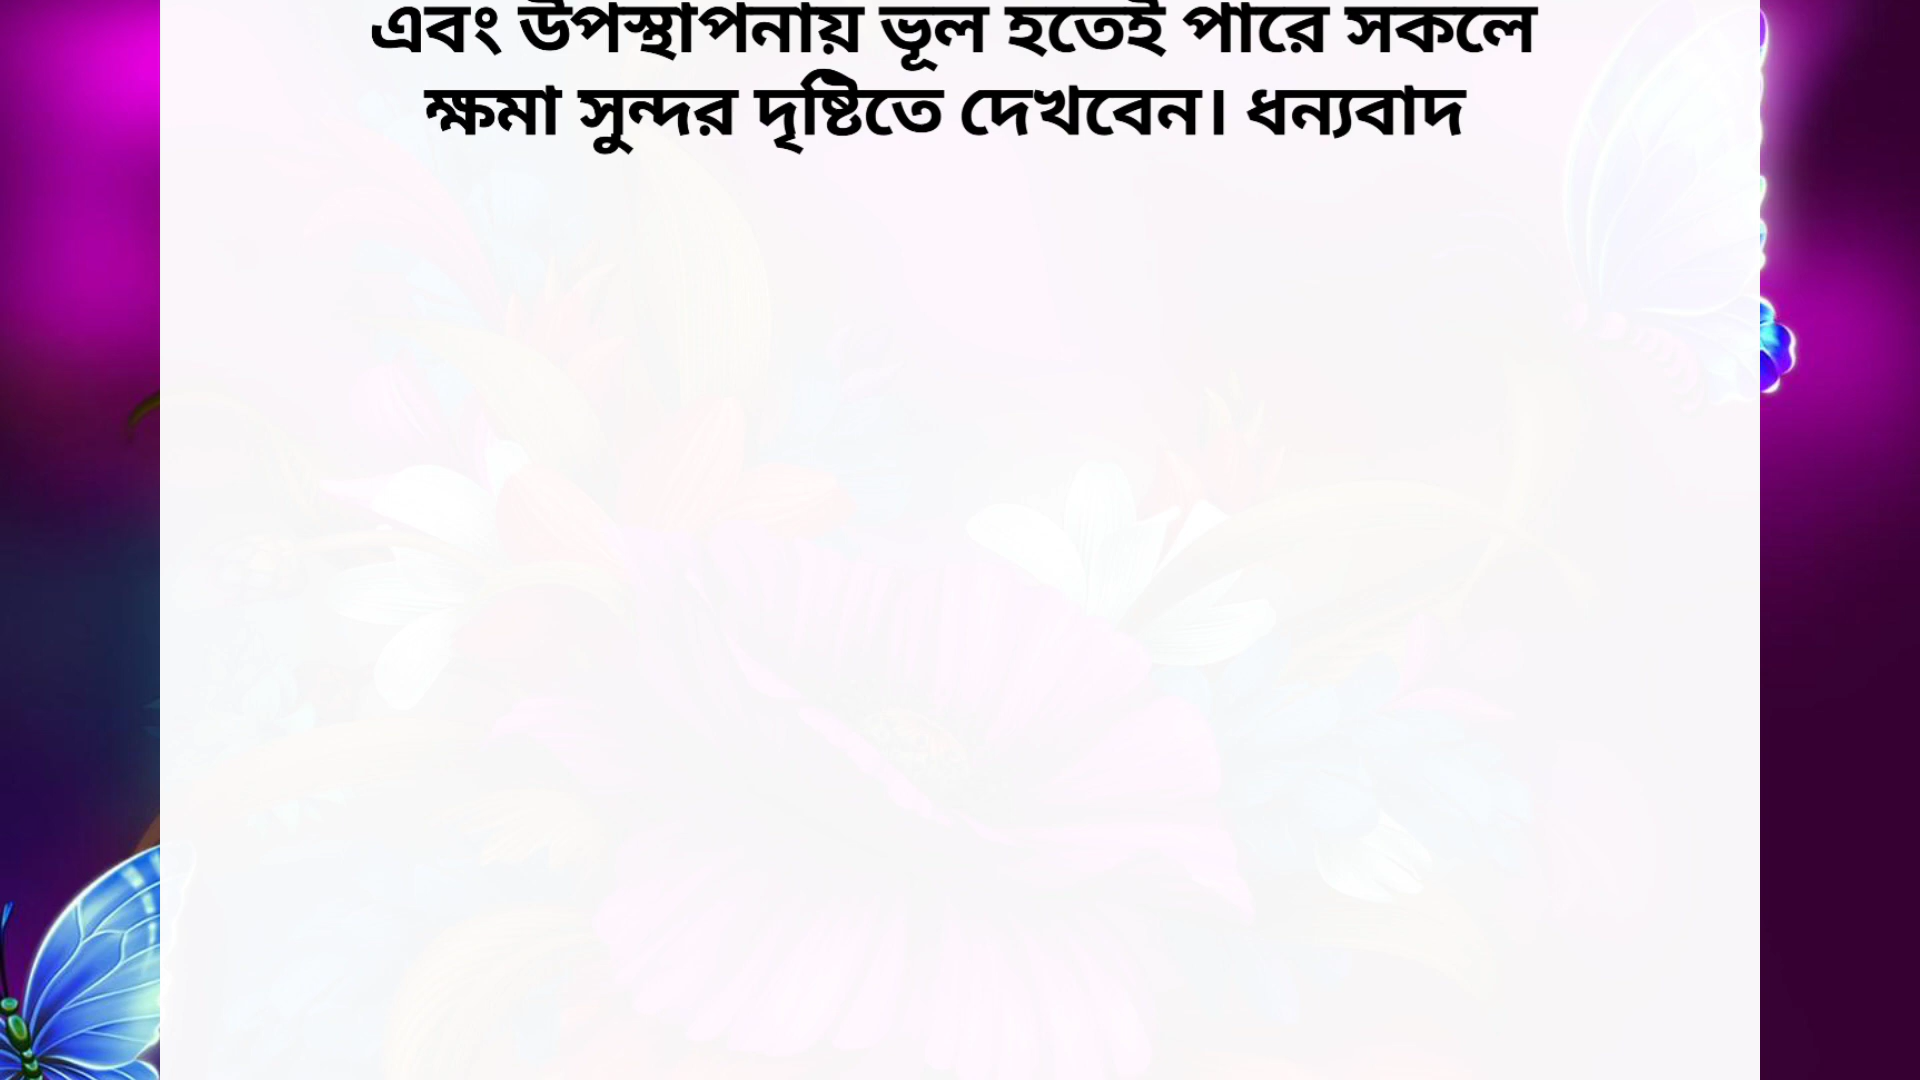 এবং উপস্থাপনায় ভূল হতেই পারে সকলে
ক্ষমা সুন্দর দৃষ্টিতে দেখবেন। ধন্যবাদ